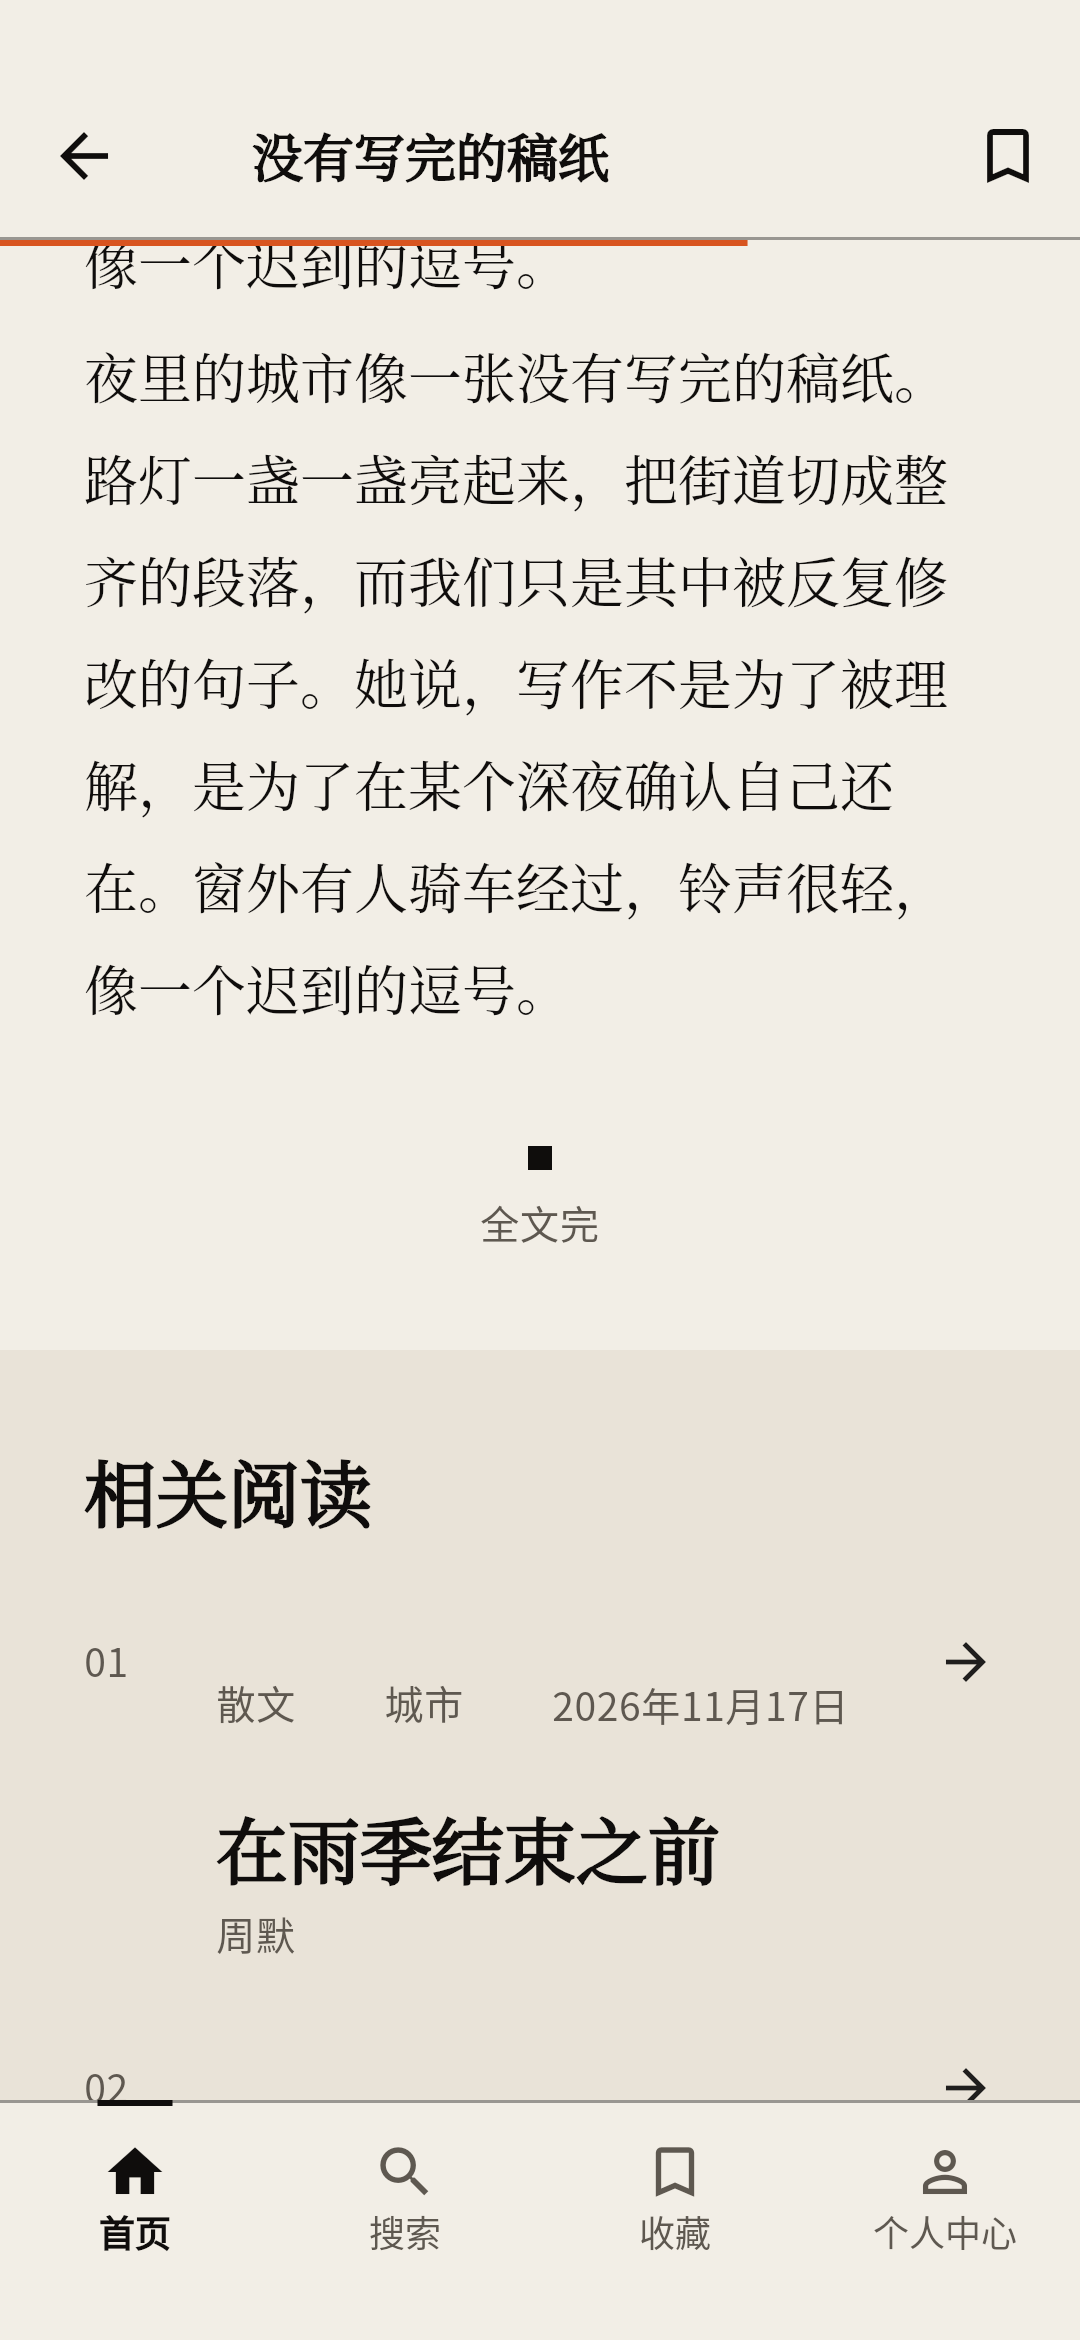 没有写完的稿纸
像一个迟到的逗号。
夜里的城市像一张没有写完的稿纸。
路灯一盏一盏亮起来，把街道切成整
齐的段落，而我们只是其中被反复修
改的句子。她说，写作不是为了被理
解，是为了在某个深夜确认自己还
在。窗外有人骑车经过，铃声很轻，
像一个迟到的逗号。
全文完
相关阅读
01
散文 城市 2026年11月17日
在雨季结束之前
周默
02
首页 搜索 收藏 个人中心